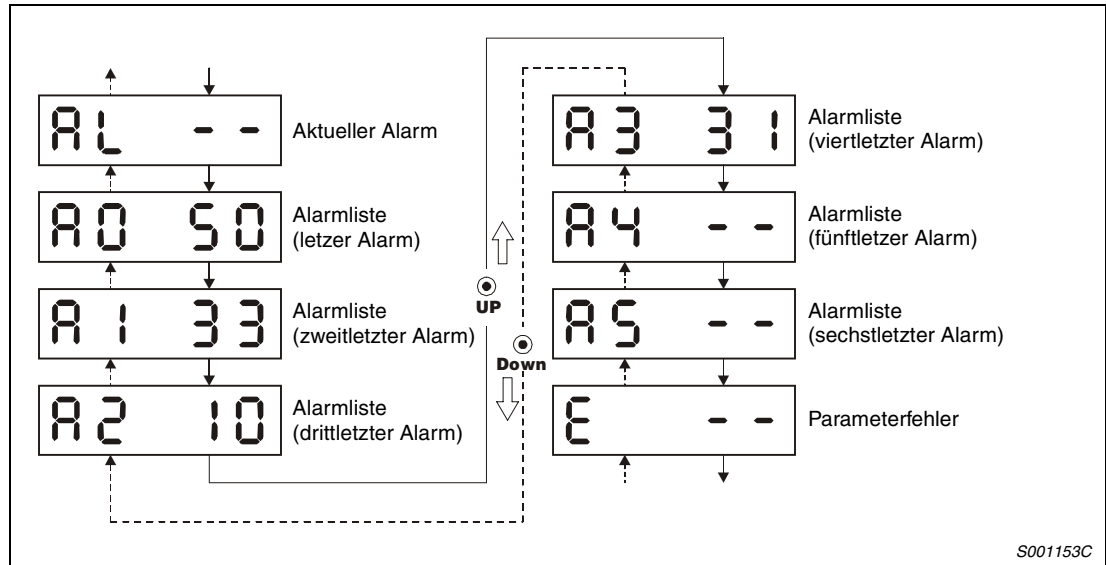 AL --
Aktueller Alarm
A0 50
Alarmliste
(letzer Alarm)
A1 33
Alarmliste
(zweitletzter Alarm)
A2 10
Alarmliste
(drittletzter Alarm)
UP
Down
A3 31
Alarmliste
(viertletzter Alarm)
A4 --
Alarmliste
(fünftletzer Alarm)
A5 --
Alarmliste
(sechstletzter Alarm)
E --
Parameterfehler
S001153C